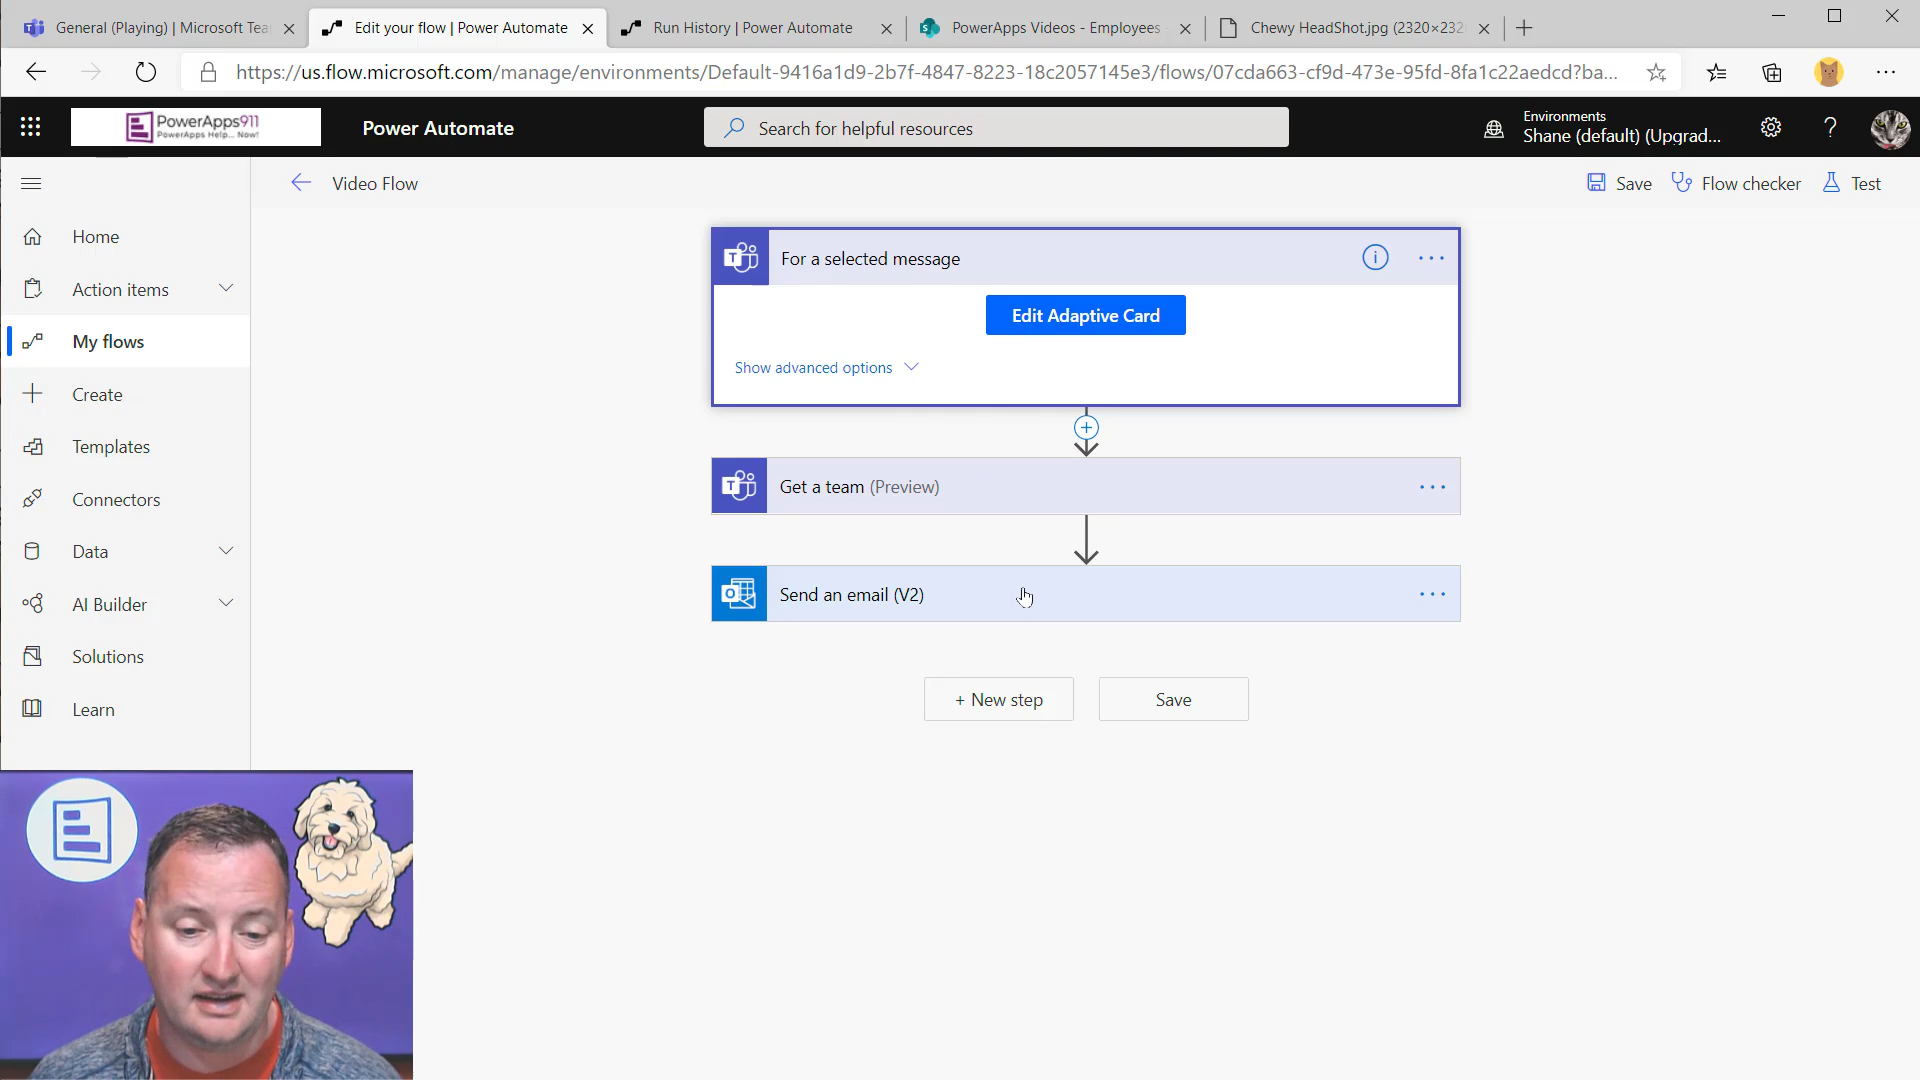 General (Playing) | Microsoft Tea
Edit your flow | Power Automate
Run History | Power Automate
PowerApps Videos - Employees
Chewy HeadShot.jpg (2320×232
https://us.flow.microsoft.com/manage/environments/Default-9416a1d9-2b7f-4847-8223-18c2057145e3/flows/07cda663-cf9d-473e-95fd-8fa1c22aedcd?ba...
PowerApps911
PowerApps Help... Now!
Power Automate
Search for helpful resources
Environments
Shane (default) (Upgrad...
Video Flow
Save
Flow checker
Test
Home
Action items
My flows
Create
Templates
Connectors
Data
AI Builder
Solutions
Learn
For a selected message
Edit Adaptive Card
Show advanced options
Get a team (Preview)
Send an email (V2)
+ New step
Save